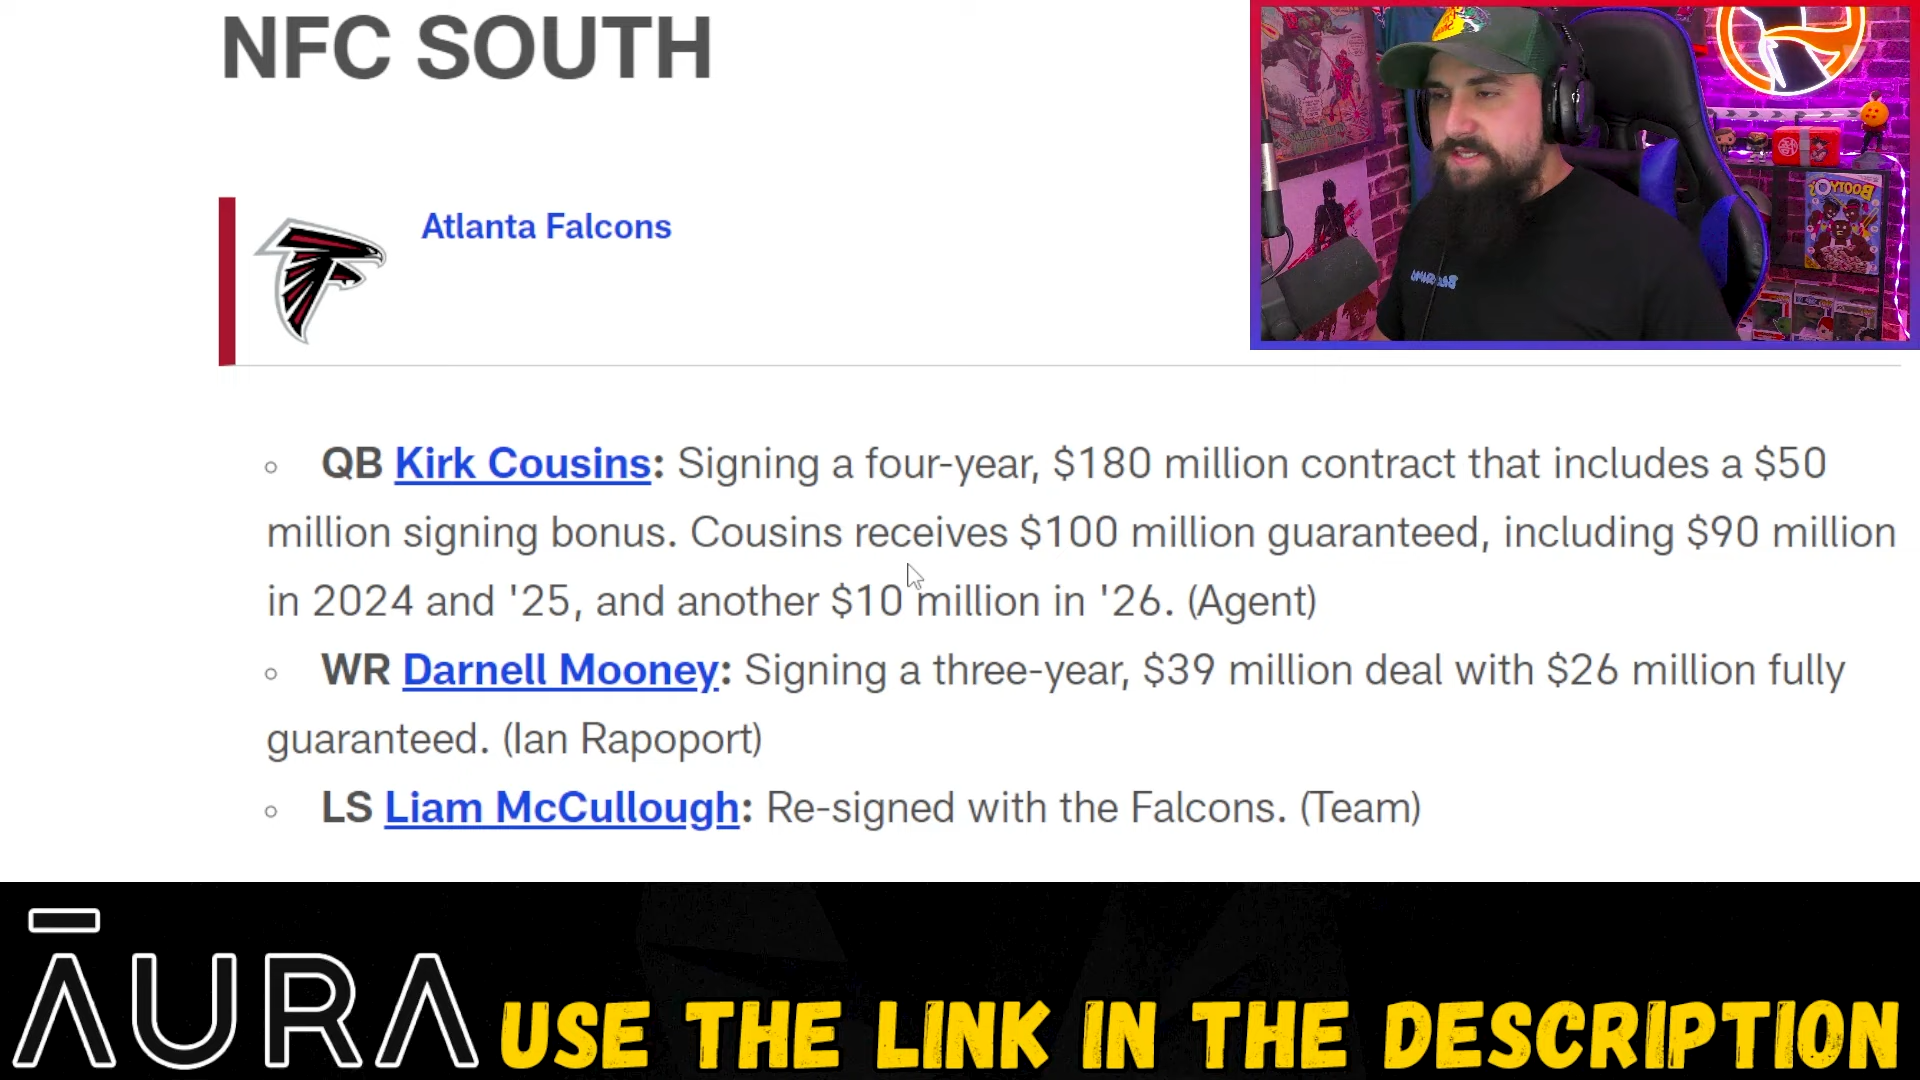 NFC SOUTH
Atlanta Falcons
QB Kirk Cousins: Signing a four-year, $180 million contract that includes a $50
million signing bonus. Cousins receives $100 million guaranteed, including $90 million
in 2024 and '25, and another $10 million in '26. (Agent)
WR Darnell Mooney: Signing a three-year, $39 million deal with $26 million fully
guaranteed. (Ian Rapoport)
LS Liam McCullough: Re-signed with the Falcons. (Team)
BOOTYO'S
ĀURA
USE THE LINK IN THE DESCRIPTION